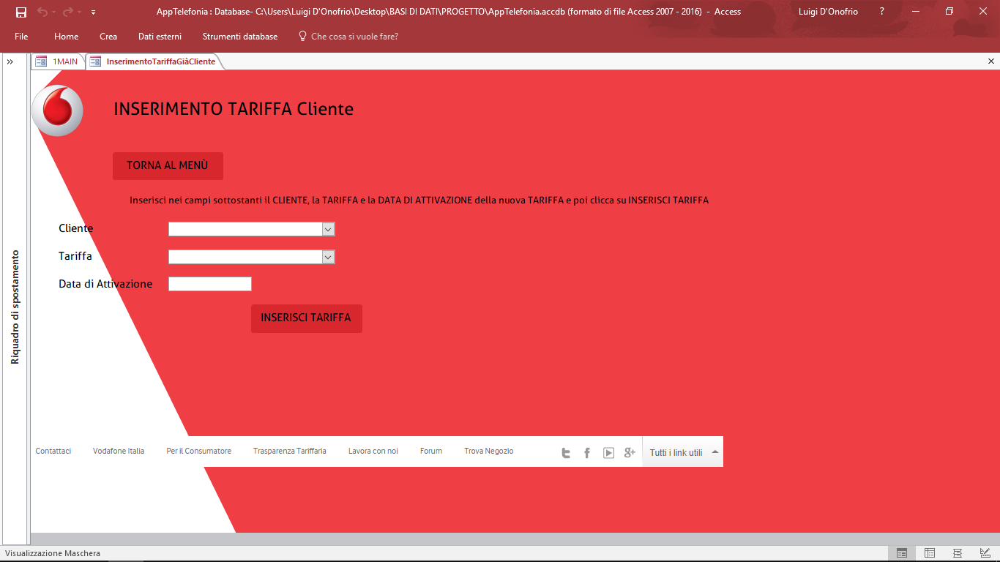 AppTelefonia : Database- C:\Users\Luigi D'Onofrio\Desktop\BASI DI DATI\PROGETTO\AppTelefonia.accdb (formato di file Access 2007 - 2016) - Access
Luigi D'Onofrio
?
File
Home
Crea
Dati esterni
Strumenti database
Che cosa si vuole fare?
1MAIN
InserimentoTariffaGiàCliente
INSERIMENTO TARIFFA Cliente
TORNA AL MENÙ
Inserisci nei campi sottostanti il CLIENTE, la TARIFFA e la DATA DI ATTIVAZIONE della nuova TARIFFA e poi clicca su INSERISCI TARIFFA
Cliente
Tariffa
Data di Attivazione
INSERISCI TARIFFA
Riquadro di spostamento
Contattaci
Vodafone Italia
Per il Consumatore
Trasparenza Tariffaria
Lavora con noi
Forum
Trova Negozio
Tutti i link utili
Visualizzazione Maschera